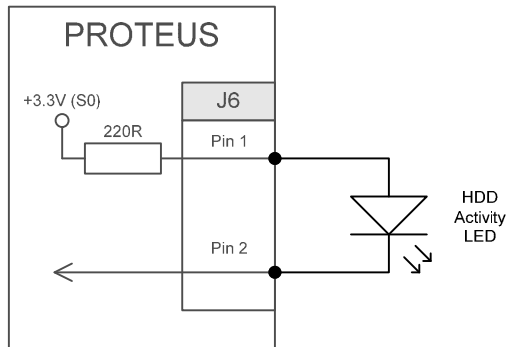 PROTEUS
+3.3V (S0)
220R
J6
Pin 1
Pin 2
HDD
Activity
LED